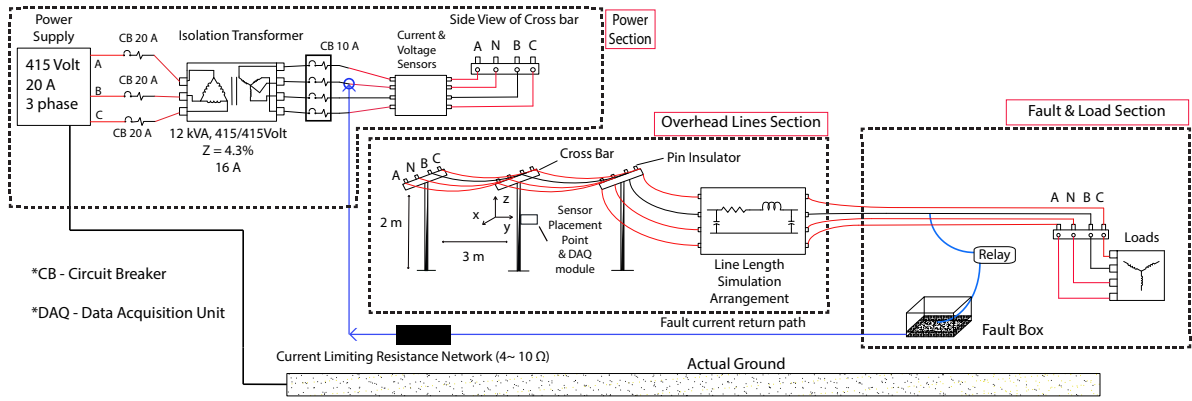 Power
Supply
415 Volt
20 A
3 phase
A
B
C
CB 20 A
CB 20 A
CB 20 A
Isolation Transformer
12 kVA, 415/415Volt
Z = 4.3%
16 A
CB 10 A
Current &
Voltage
Sensors
Side View of Cross bar
A N B C
Power
Section
Overhead Lines Section
A N B C
Cross Bar
Pin Insulator
2 m
3 m
z
x
y
Sensor
Placement
Point
& DAQ
module
Line Length
Simulation
Arrangement
Fault & Load Section
A N B C
Loads
Relay
Fault Box
*CB - Circuit Breaker
*DAQ - Data Acquisition Unit
Fault current return path
Current Limiting Resistance Network (4~ 10 Ω)
Actual Ground